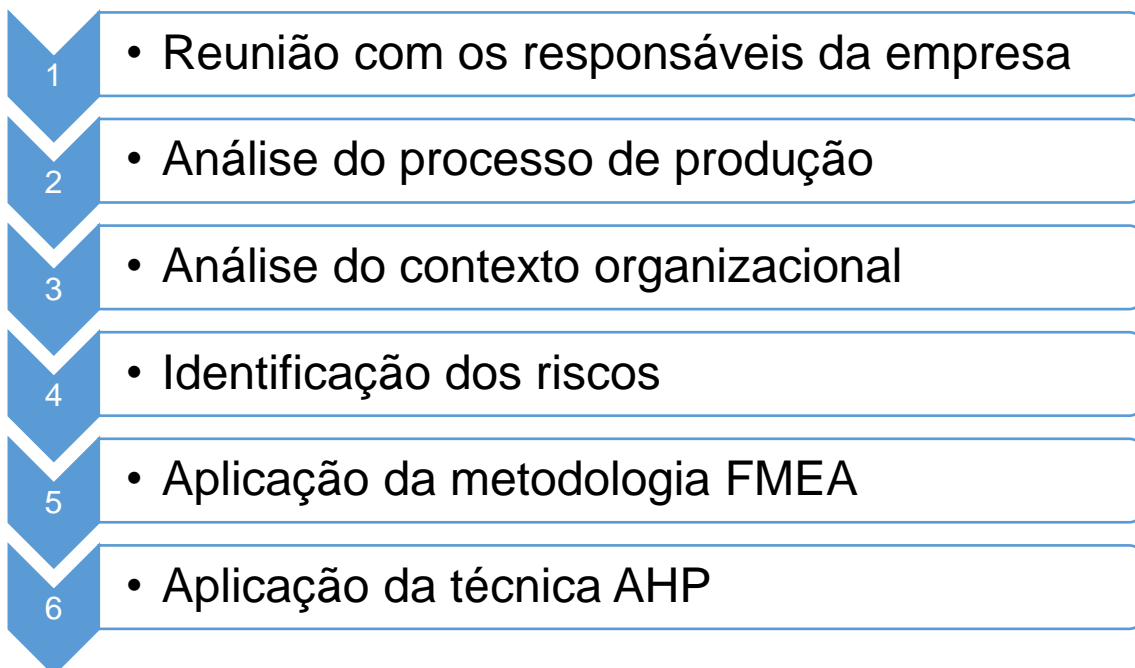 1
• Reunião com os responsáveis da empresa
2
• Análise do processo de produção
3
• Análise do contexto organizacional
4
• Identificação dos riscos
5
• Aplicação da metodologia FMEA
6
• Aplicação da técnica AHP